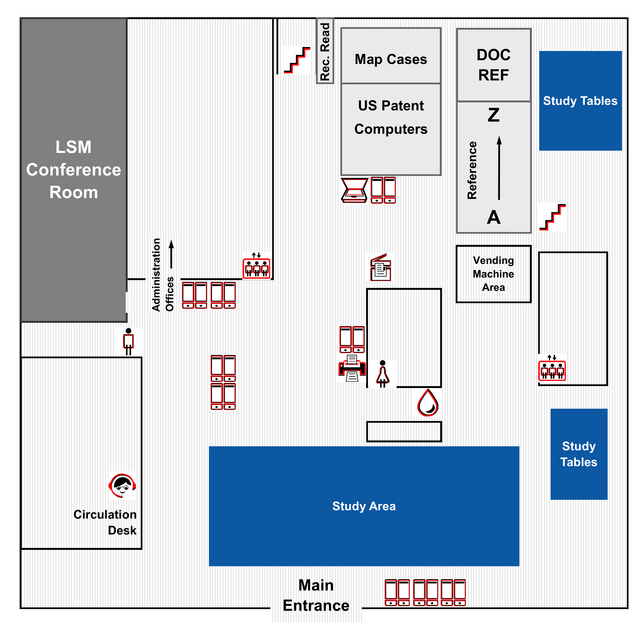 Rec. Read
Map Cases
DOC
REF
Study Tables
US Patent
Computers
Z
Reference
A
LSM
Conference
Room
Administration
Offices
Vending
Machine
Area
Study
Tables
Circulation
Desk
Study Area
Main
Entrance